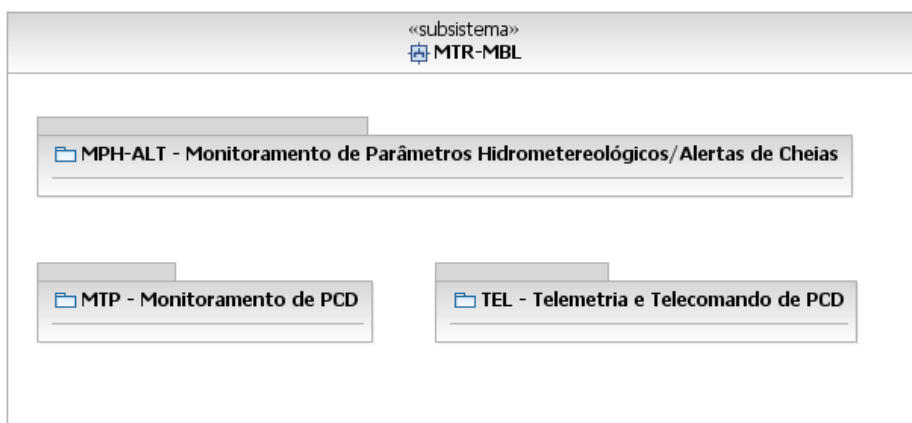 «subsistema»
MTR-MBL
MPH-ALT - Monitoramento de Parâmetros Hidrometereológicos/Alertas de Cheias
MTP - Monitoramento de PCD
TEL - Telemetria e Telecomando de PCD